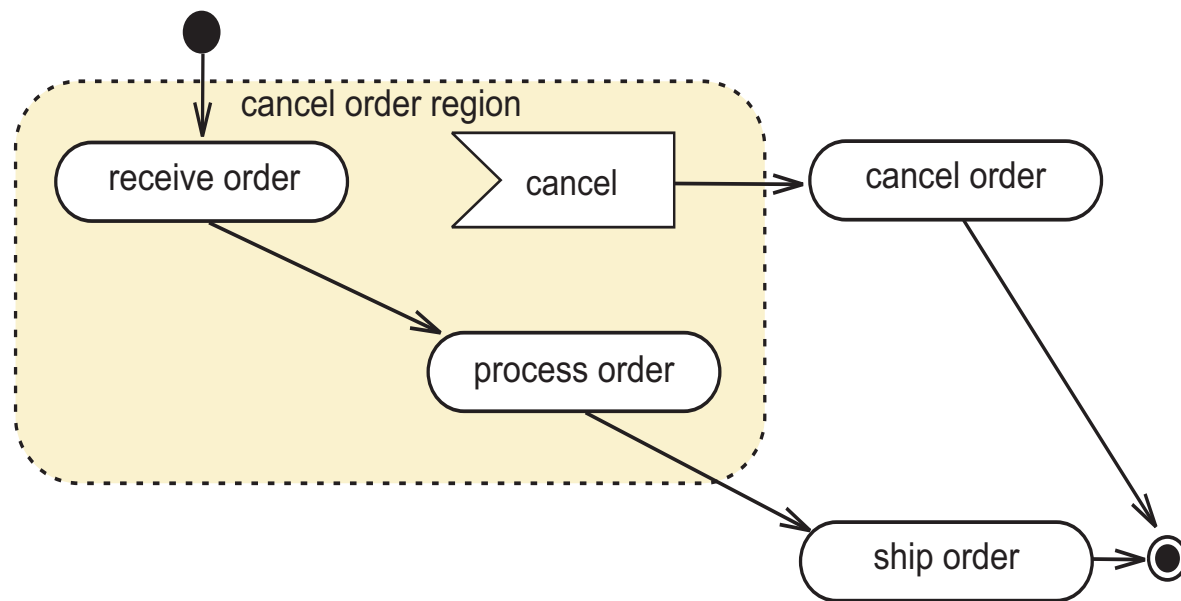 cancel order region
receive order
cancel
cancel order
process order
ship order